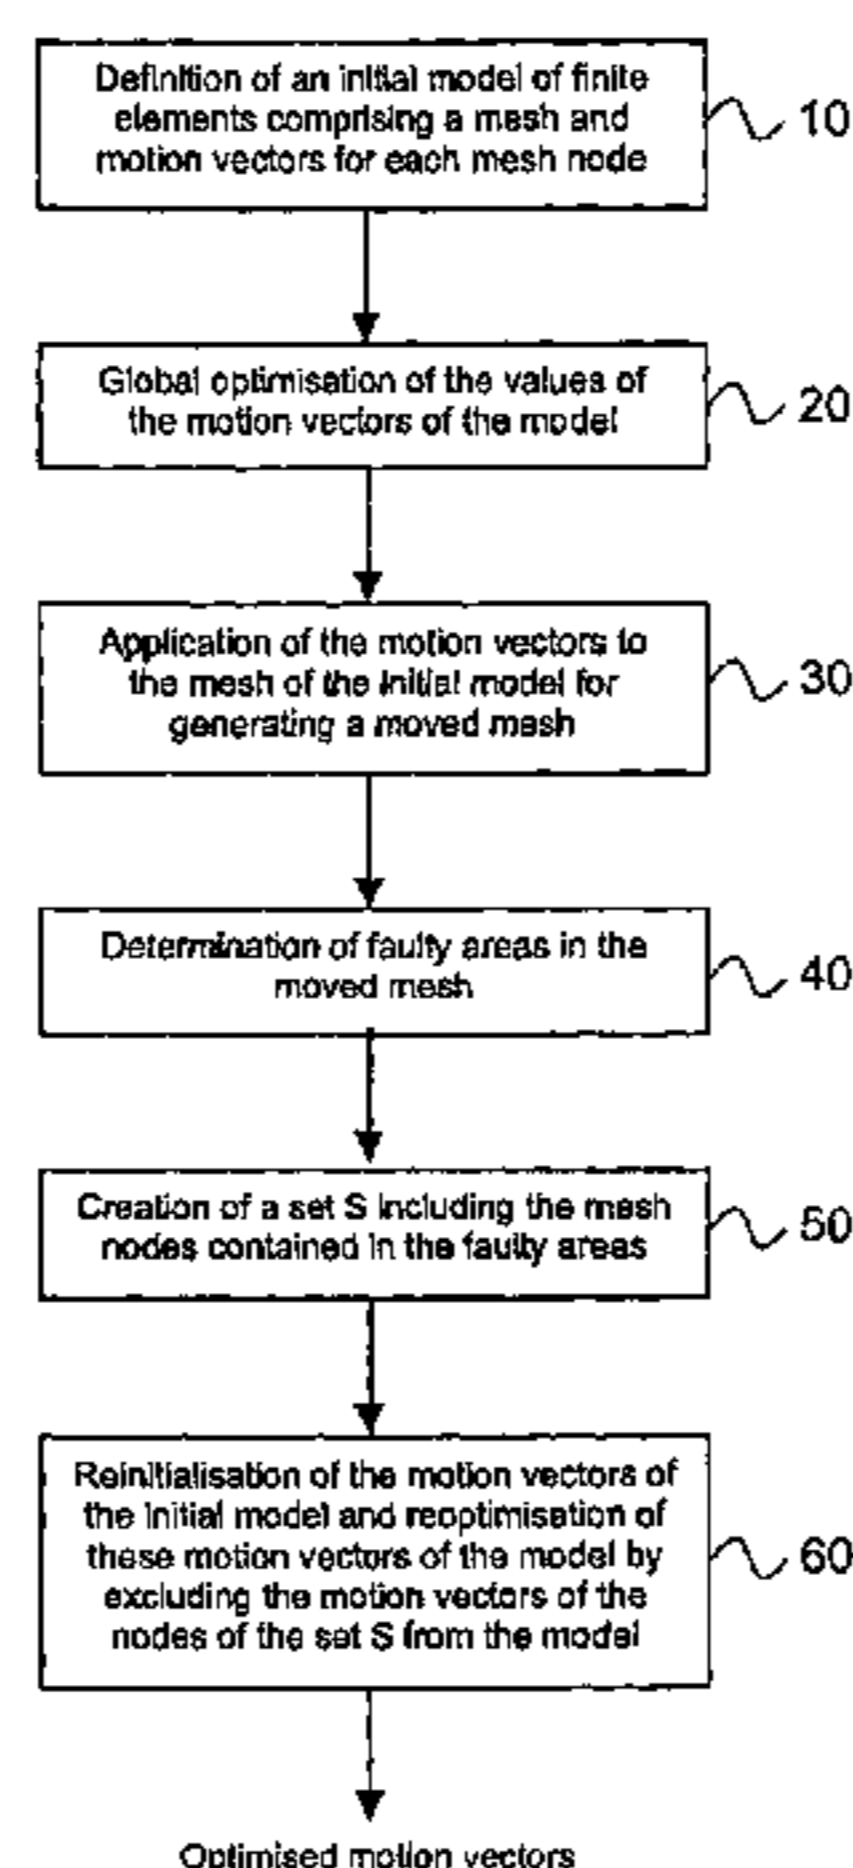 Definition of an initial model of finite
elements comprising a mesh and
motion vectors for each mesh node
10
Global optimisation of the values of
the motion vectors of the model
20
Application of the motion vectors to
the mesh of the initial model for
generating a moved mesh
30
Determination of faulty areas in the
moved mesh
40
Creation of a set S including the mesh
nodes contained in the faulty areas
50
Reinitialisation of the motion vectors of
the initial model and reoptimisation of
these motion vectors of the model by
excluding the motion vectors of the
nodes of the set S from the model
60
Optimised motion vectors